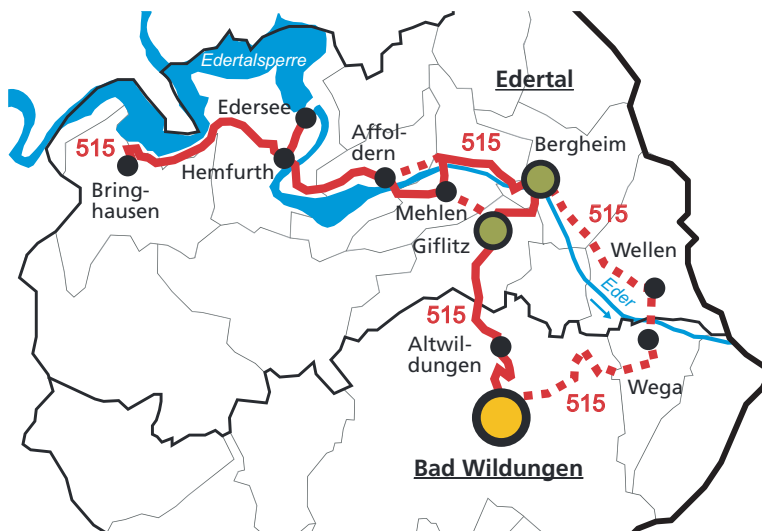 Edertalsperre
Edertal
Edersee
Affol-
dern
515
Bergheim
515
Hemfurth
Bring-
hausen
Mehlen
515
Giflitz
Wellen
Eder
515
Altwil-
dungen
Wega
515
Bad Wildungen